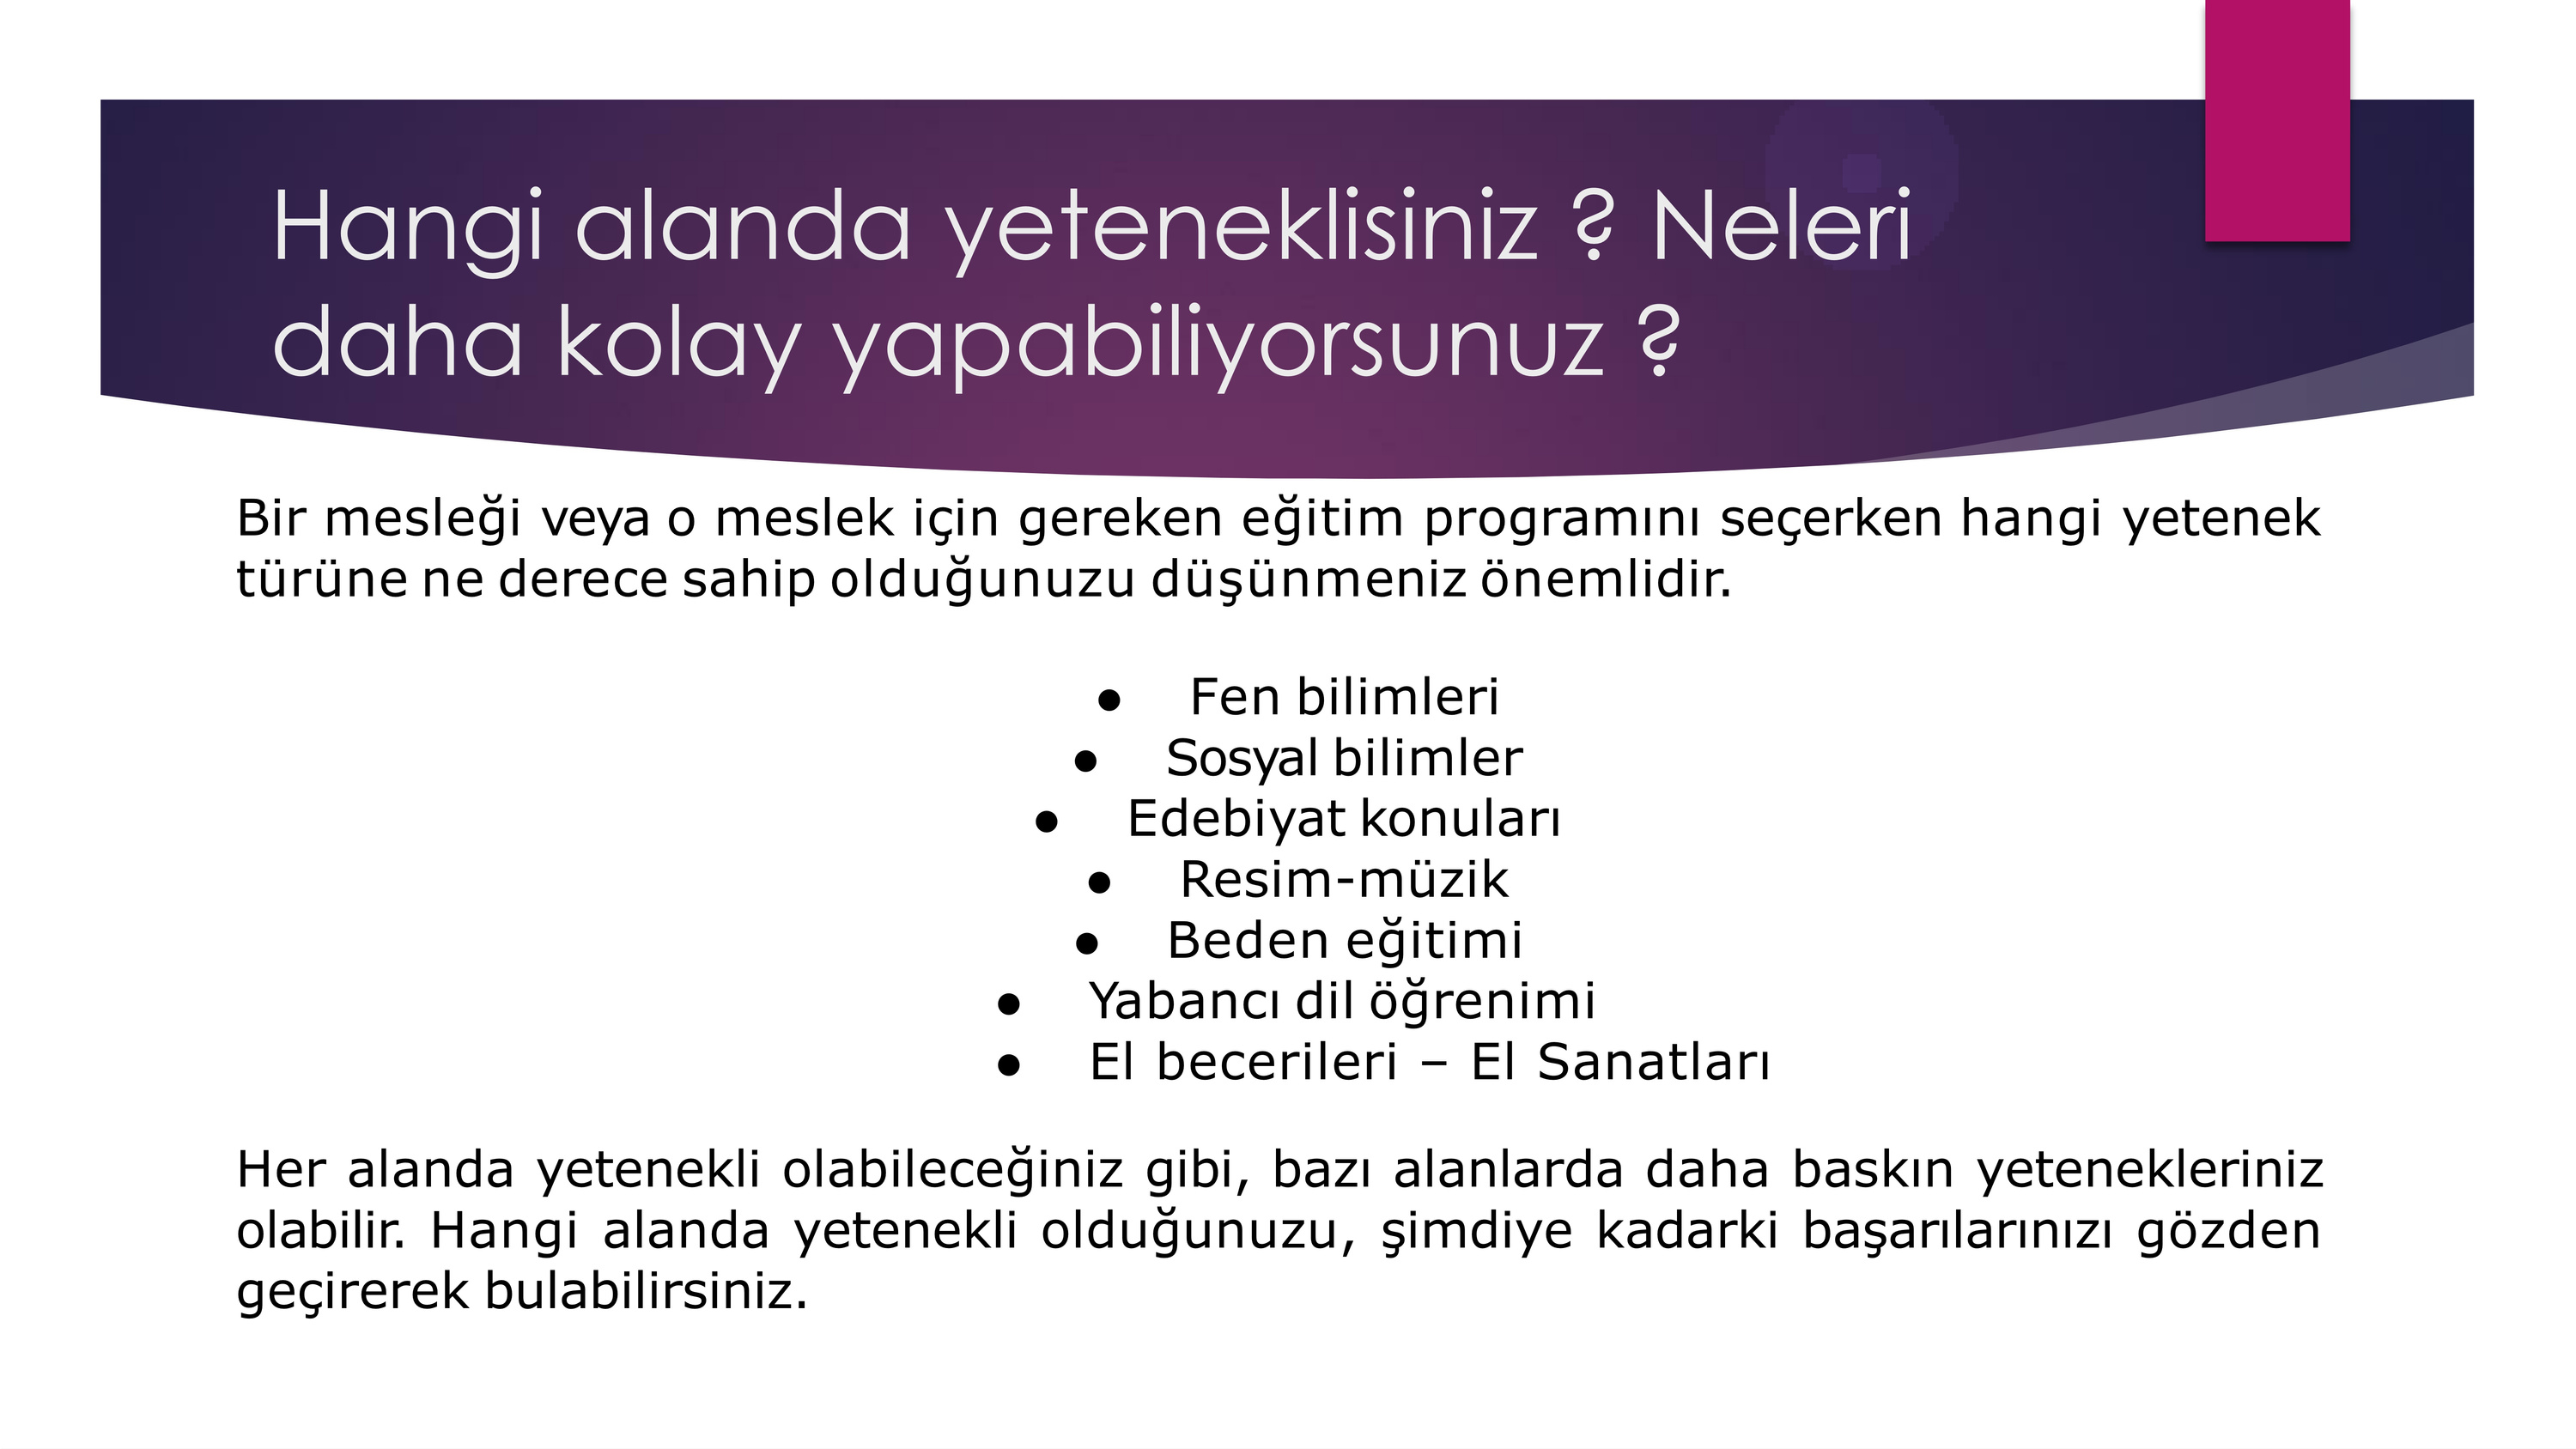 Hangi alanda yeteneklisiniz ? Neleri
daha kolay yapabiliyorsunuz ?
Bir mesleği veya o meslek için gereken eğitim programını seçerken hangi yetenek
türüne ne derece sahip olduğunuzu düşünmeniz önemlidir.
● Fen bilimleri
● Sosyal bilimler
● Edebiyat konuları
● Resim-müzik
● Beden eğitimi
● Yabancı dil öğrenimi
● El becerileri – El Sanatları
Her alanda yetenekli olabileceğiniz gibi, bazı alanlarda daha baskın yetenekleriniz
olabilir. Hangi alanda yetenekli olduğunuzu, şimdiye kadarki başarılarınızı gözden
geçirerek bulabilirsiniz.